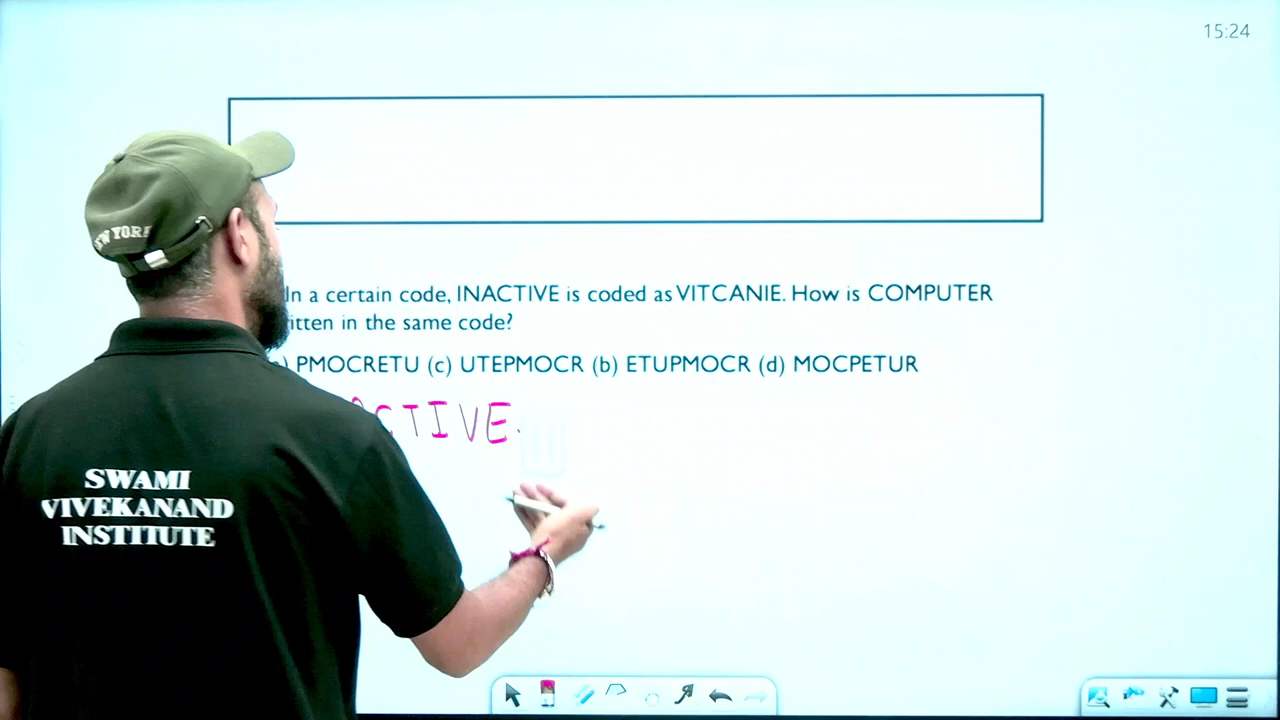 15:24
In a certain code, INACTIVE is coded as VITCANIE. How is COMPUTER
itten in the same code?
) PMOCRETU (c) UTEPMOCR (b) ETUPMOCR (d) MOCPETUR
CTIVE.
NEW YORK
SWAMI
VIVEKANAND
INSTITUTE